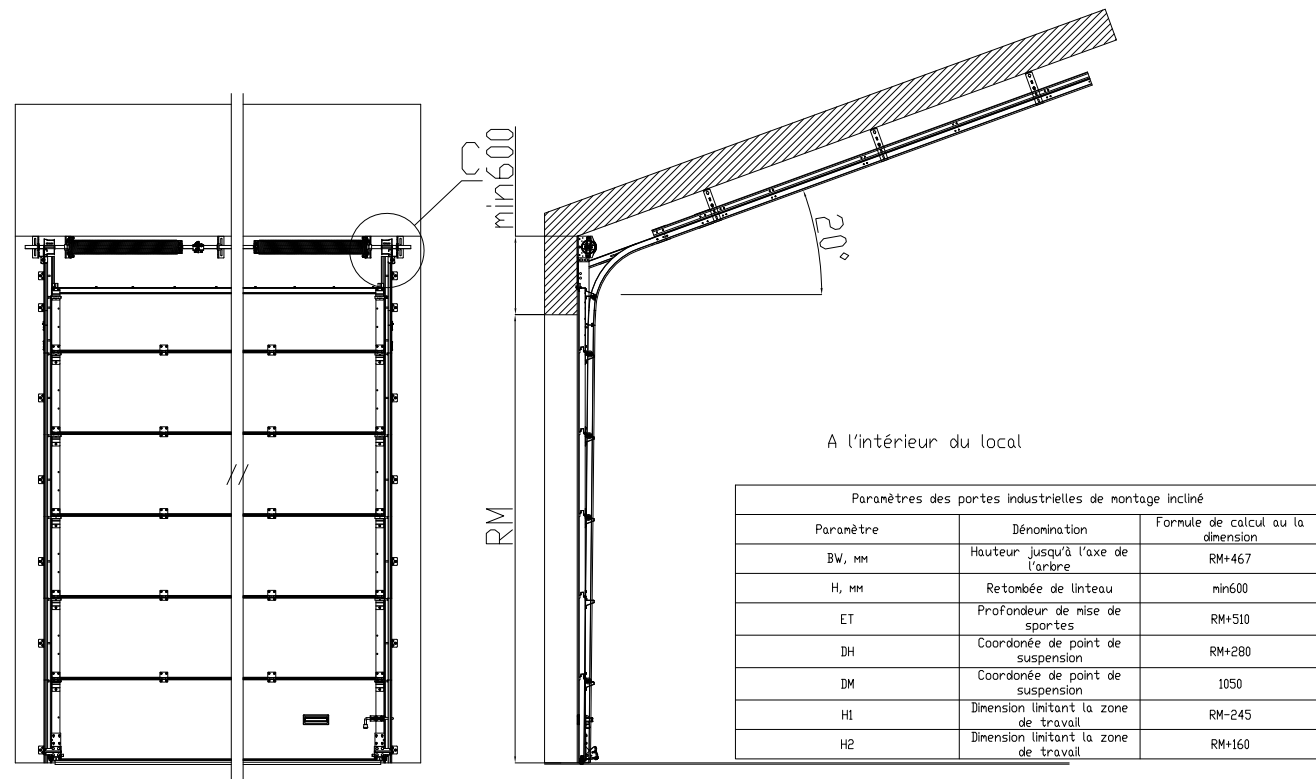 C
min600
RM
20°
A l'intérieur du local
Paramètres des portes industrielles de montage incliné
Paramètre Dénomination Formule de calcul au la
dimension
BW, мм Hauteur jusqu'à l'axe de
l'arbre RM+467
H, мм Retombée de linteau min600
ET Profondeur de mise de
sportes RM+510
DH Coordonée de point de
suspension RM+280
DM Coordonée de point de
suspension 1050
H1 Dimension limitant la zone
de travail RM-245
H2 Dimension limitant la zone
de travail RM+160